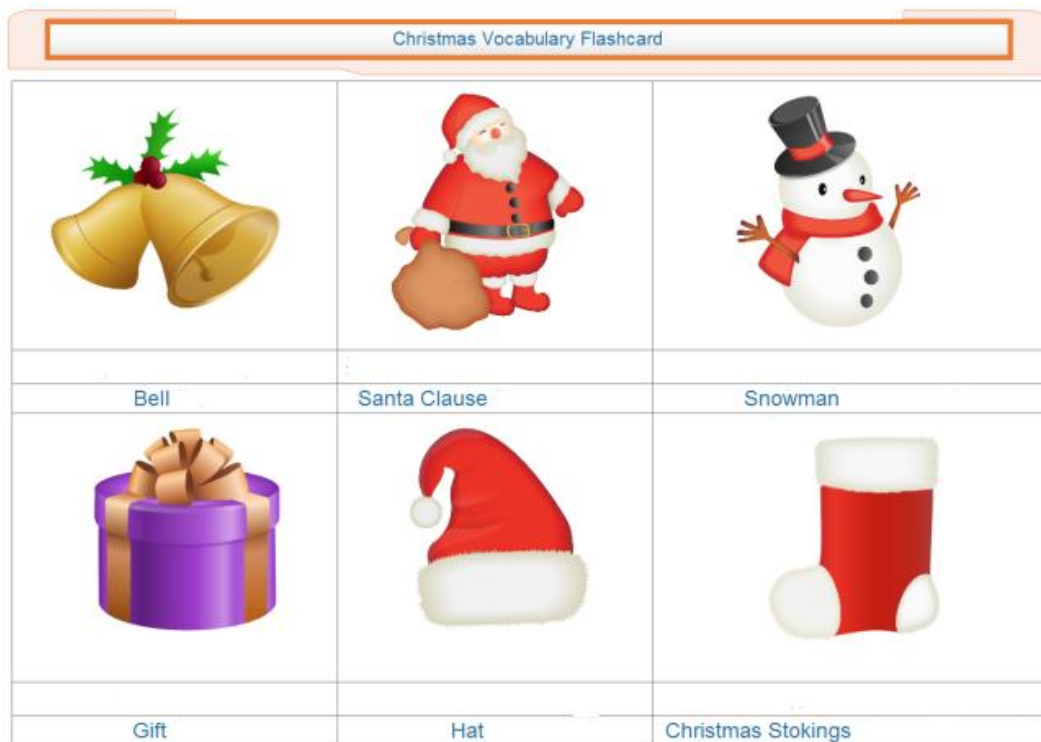 Christmas Vocabulary Flashcard
Bell
Santa Clause
Snowman
Gift
Hat
Christmas Stokings